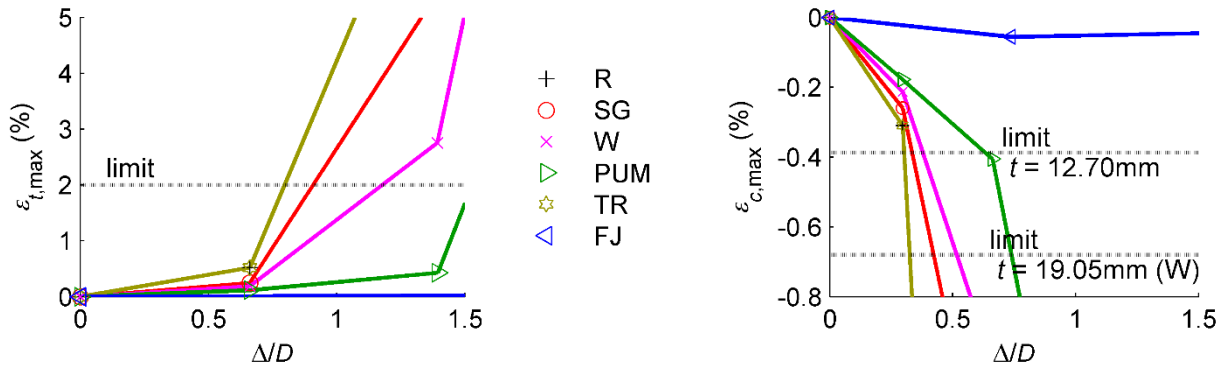 5
4
3
2
1
0
ε_t,max (%)
limit
0
0.5
1
1.5
Δ/D
R
SG
W
PUM
TR
FJ
0
-0.2
-0.4
-0.6
-0.8
ε_c,max (%)
limit
t = 12.70mm
limit
t = 19.05mm (W)
0
0.5
1
1.5
Δ/D